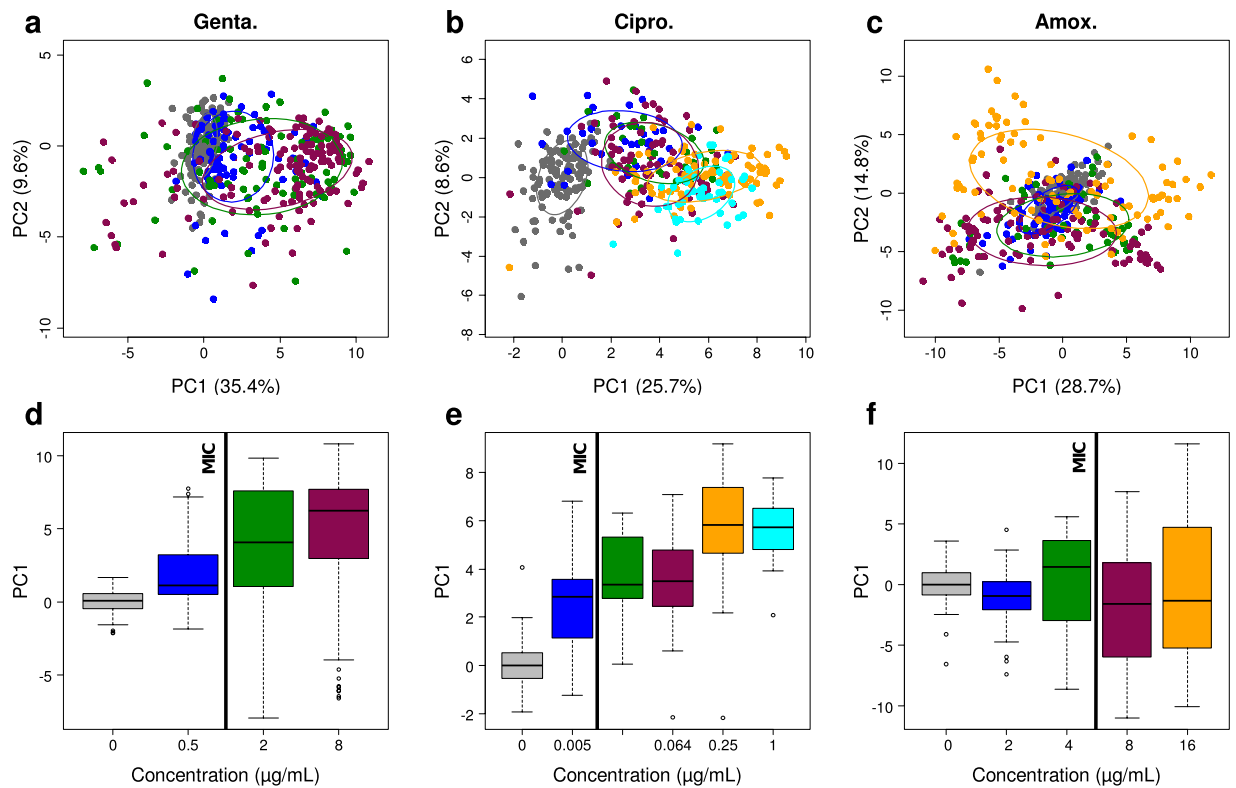 a
Genta.
5
0
-5
-10
PC2 (9.6%)
-5
0
5
10
PC1 (35.4%)
b
Cipro.
6
4
2
0
-2
-4
-6
-8
PC2 (8.6%)
-2
0
2
4
6
8
10
PC1 (25.7%)
c
Amox.
10
5
0
-5
-10
PC2 (14.8%)
-10
-5
0
5
10
PC1 (28.7%)
d
10
5
0
-5
PC1
MIC
0
0.5
2
8
Concentration (µg/mL)
e
8
6
4
2
0
-2
PC1
MIC
0
0.005
0.064
0.25
1
Concentration (µg/mL)
f
10
5
0
-5
-10
PC1
MIC
0
2
4
8
16
Concentration (µg/mL)